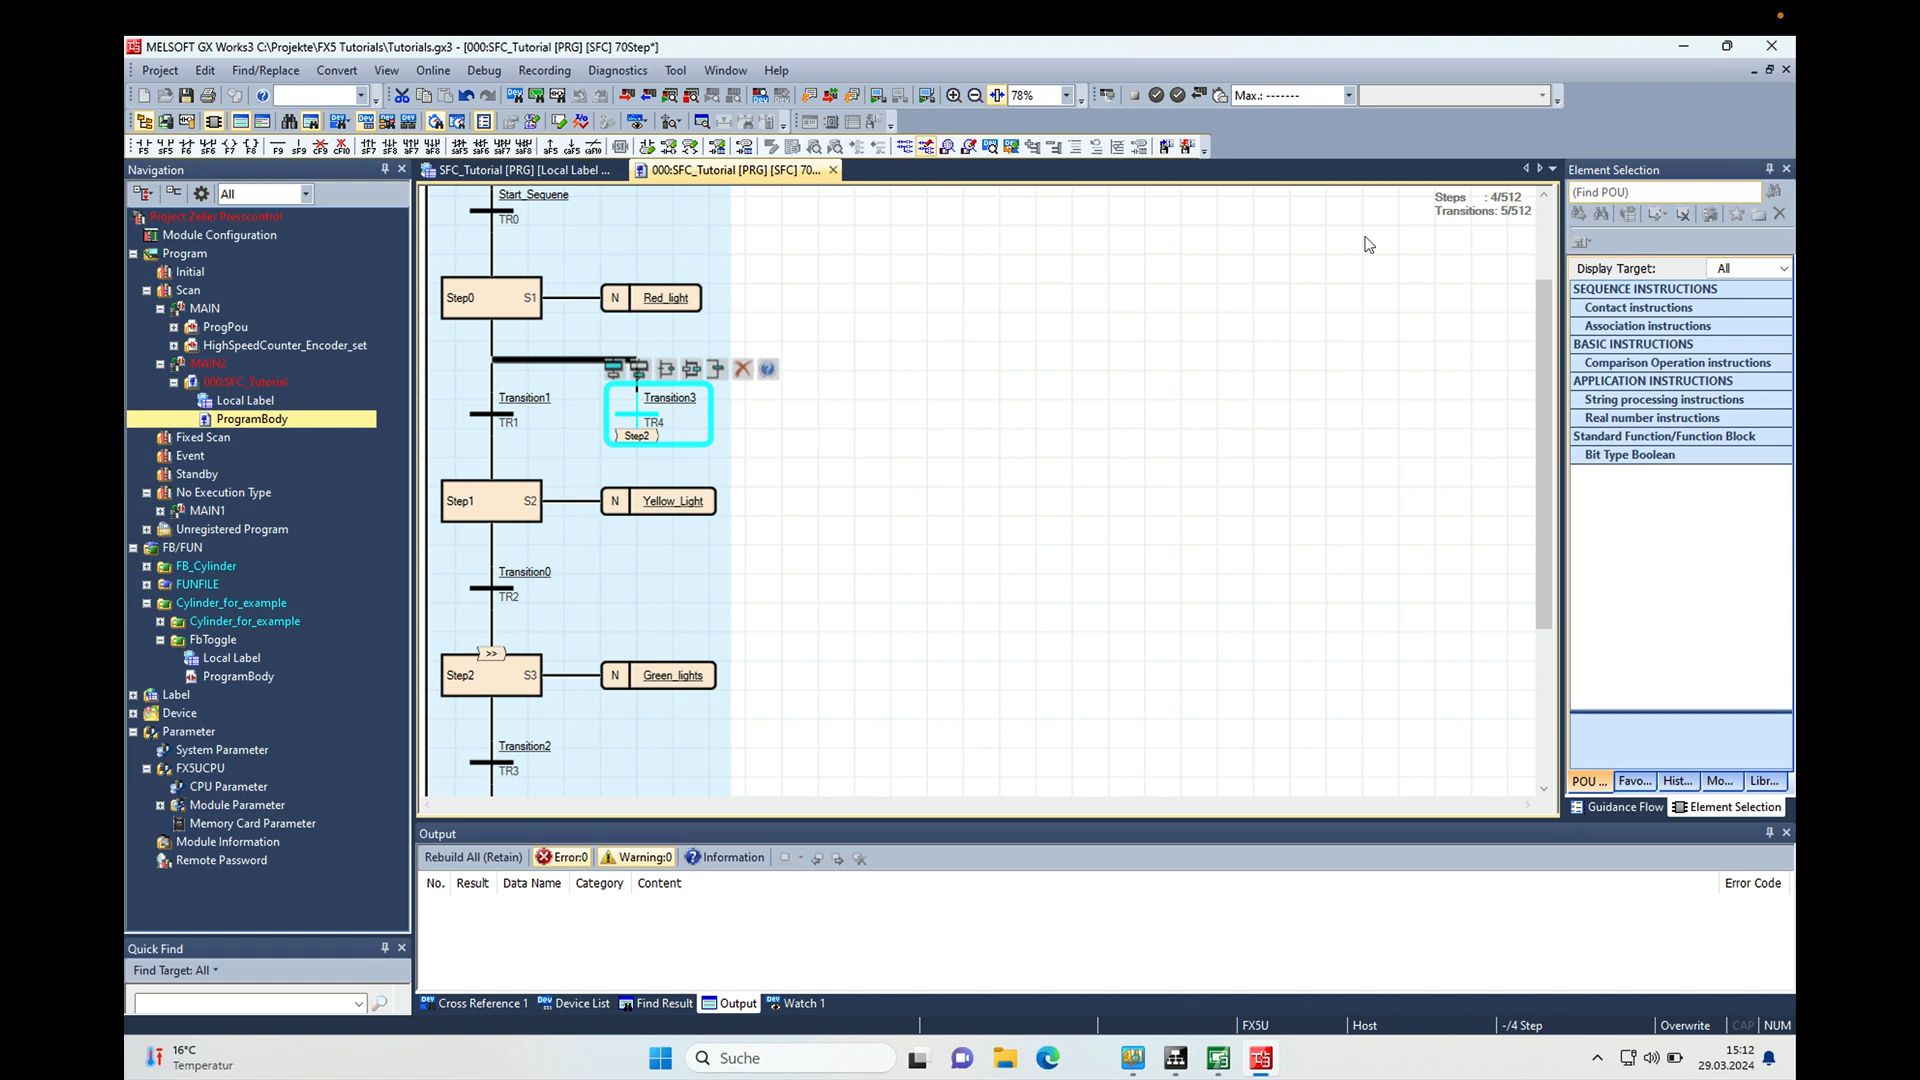 MELSOFT GX Works3 C:\Projekte\FX5 Tutorials\Tutorials.gx3 - [000:SFC_Tutorial [PRG] [SFC] 70Step*]
Project Edit Find/Replace Convert View Online Debug Recording Diagnostics Tool Window Help
78%
Max.: -------
Navigation
SFC_Tutorial [PRG] [Local Label ...
000:SFC_Tutorial [PRG] [SFC] 70...
Element Selection
All
(Find POU)
Project Zeller Presscontrol
Module Configuration
Program
Initial
Scan
MAIN
ProgPou
HighSpeedCounter_Encoder_set
MAIN2
000:SFC_Tutorial
Local Label
ProgramBody
Fixed Scan
Event
Standby
No Execution Type
MAIN1
Unregistered Program
FB/FUN
FB_Cylinder
FUNFILE
Cylinder_for_example
Cylinder_for_example
FbToggle
Local Label
ProgramBody
Label
Device
Parameter
System Parameter
FX5UCPU
CPU Parameter
Module Parameter
Memory Card Parameter
Module Information
Remote Password
Quick Find
Find Target: All
Start_Sequene
TR0
Steps : 4/512
Transitions: 5/512
Step0 S1
N Red_light
Transition1
TR1
Transition3
TR4
Step2
Step1 S2
N Yellow_Light
Transition0
TR2
>>
Step2 S3
N Green_lights
Transition2
TR3
Display Target: All
SEQUENCE INSTRUCTIONS
Contact instructions
Association instructions
BASIC INSTRUCTIONS
Comparison Operation instructions
APPLICATION INSTRUCTIONS
String processing instructions
Real number instructions
Standard Function/Function Block
Bit Type Boolean
POU ... Favo... Hist... Mo... Libr...
Guidance Flow Element Selection
Output
Rebuild All (Retain) Error:0 Warning:0 Information
No. Result Data Name Category Content Error Code
Cross Reference 1 Device List Find Result Output Watch 1
FX5U Host -/4 Step Overwrite CAP NUM
16°C
Temperatur
Suche
15:12
29.03.2024